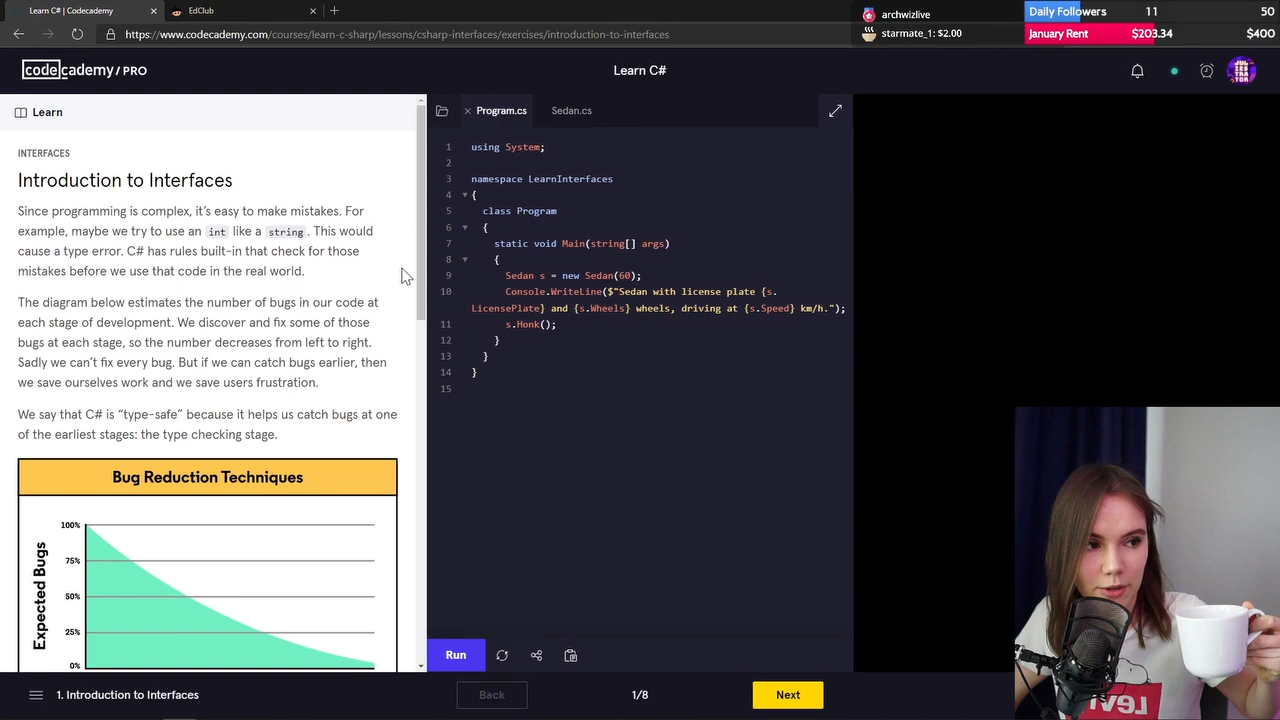 Learn C# | Codecademy
EdClub
https://www.codecademy.com/courses/learn-c-sharp/lessons/csharp-interfaces/exercises/introduction-to-interfaces
archwizlive
starmate_1: $2.00
Daily Followers 11 50
January Rent $203.34 $400
codecademy/PRO
Learn C#
Learn
INTERFACES
Introduction to Interfaces
Since programming is complex, it's easy to make mistakes. For
example, maybe we try to use an int like a string. This would
cause a type error. C# has rules built-in that check for those
mistakes before we use that code in the real world.
The diagram below estimates the number of bugs in our code at
each stage of development. We discover and fix some of those
bugs at each stage, so the number decreases from left to right.
Sadly we can't fix every bug. But if we can catch bugs earlier, then
we save ourselves work and we save users frustration.
We say that C# is "type-safe" because it helps us catch bugs at one
of the earliest stages: the type checking stage.
Bug Reduction Techniques
Expected Bugs
100%
75%
50%
25%
0%
Program.cs
Sedan.cs
1 using System;
2
3 namespace LearnInterfaces
4 {
5 class Program
6 {
7 static void Main(string[] args)
8 {
9 Sedan s = new Sedan(60);
10 Console.WriteLine($"Sedan with license plate {s.
LicensePlate} and {s.Wheels} wheels, driving at {s.Speed} km/h.");
11 s.Honk();
12 }
13 }
14 }
15
Run
1. Introduction to Interfaces
Back
1/8
Next
JUL
ZES
TRA
TOR
Levi's